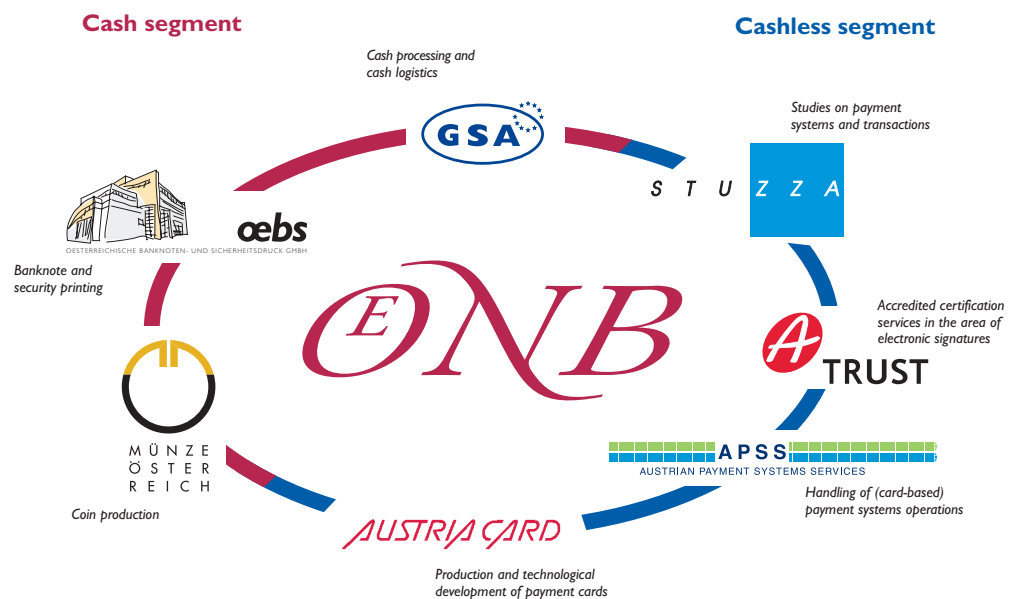 Cash segment
Cashless segment
Cash processing and
cash logistics
GSA
Studies on payment
systems and transactions
STUZZA
œbs
OESTERREICHISCHE BANKNOTEN- UND SICHERHEITSDRUCK GMBH
Banknote and
security printing
OENB
Accredited certification
services in the area of
electronic signatures
A
TRUST
MÜNZE
ÖSTER
REICH
Coin production
APSS
AUSTRIAN PAYMENT SYSTEMS SERVICES
Handling of (card-based)
payment systems operations
AUSTRIA CARD
Production and technological
development of payment cards